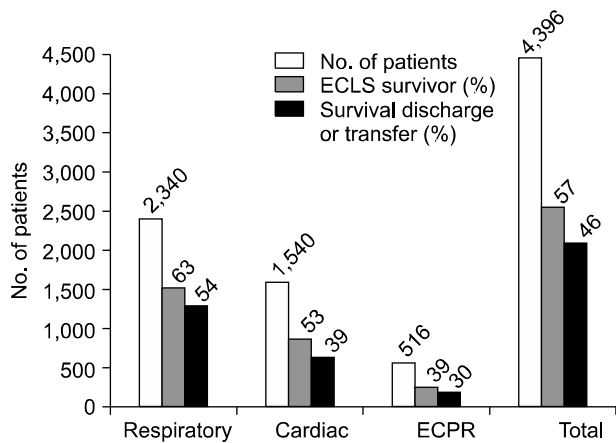 No. of patients
4,500
4,000
3,500
3,000
2,500
2,000
1,500
1,000
500
0
No. of patients
ECLS survivor (%)
Survival discharge
or transfer (%)
2,340
63
54
1,540
53
39
516
39
30
4,396
57
46
Respiratory
Cardiac
ECPR
Total